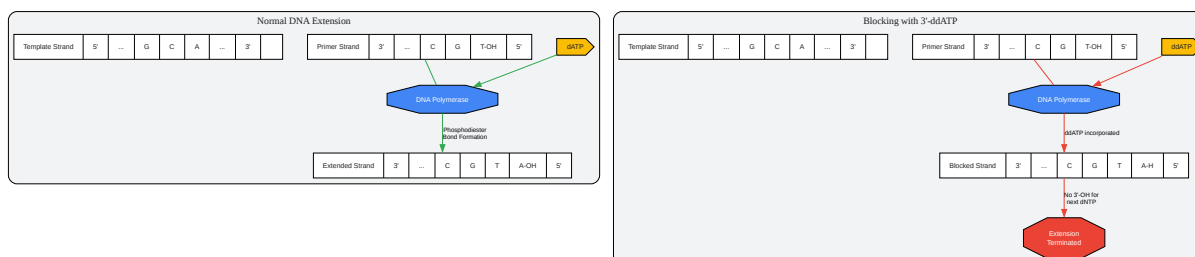 Normal DNA Extension
Template Strand 5' ... G C A ... 3'
Primer Strand 3' ... C G T-OH 5'
dATP
DNA Polymerase
Phosphodiester
Bond Formation
Extended Strand 3' ... C G T A-OH 5'
Blocking with 3'-ddATP
Template Strand 5' ... G C A ... 3'
Primer Strand 3' ... C G T-OH 5'
ddATP
DNA Polymerase
ddATP incorporated
Blocked Strand 3' ... C G T A-H 5'
No 3'-OH for
next dNTP
Extension
Terminated